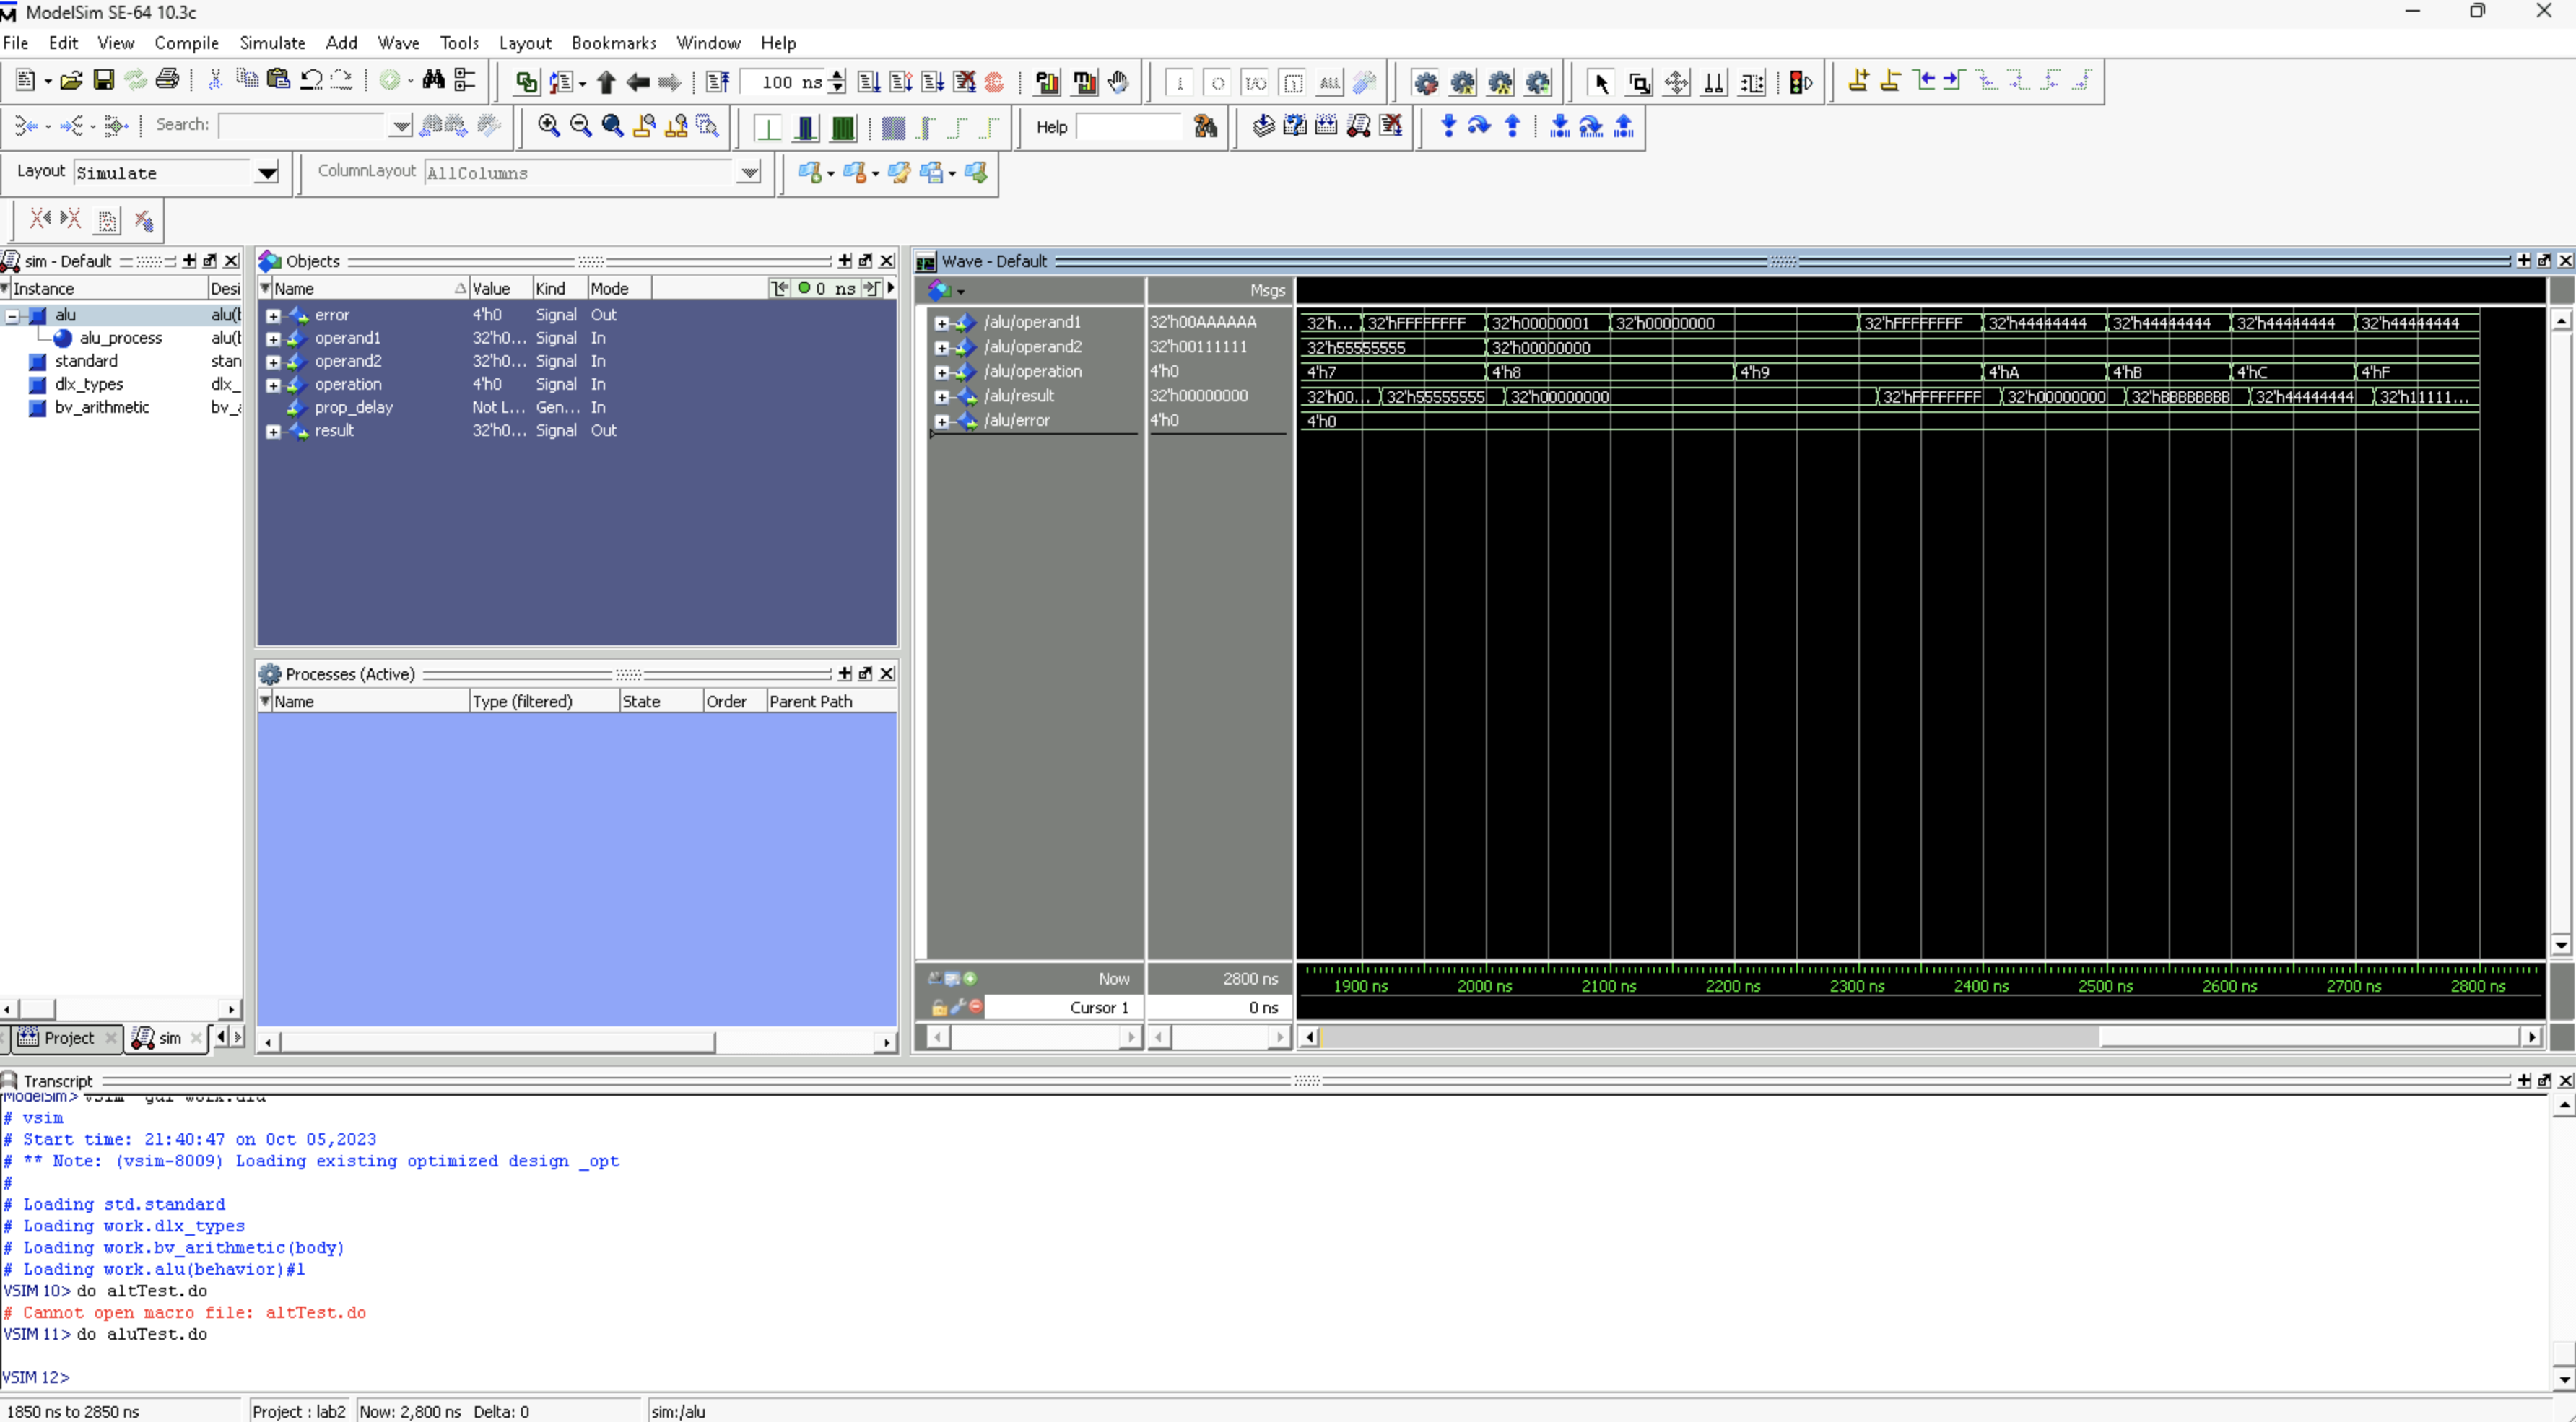 ModelSim SE-64 10.3c
File Edit View Compile Simulate Add Wave Tools Layout Bookmarks Window Help
100 ns
Search:
Help
Layout Simulate
ColumnLayout AllColumns
sim - Default
Instance Desi
alu alu(b
alu_process alu(b
standard stan
dlx_types dlx_
bv_arithmetic bv_a
Project
sim
Objects
Name Value Kind Mode 0 ns
error 4'h0 Signal Out
operand1 32'h0... Signal In
operand2 32'h0... Signal In
operation 4'h0 Signal In
prop_delay Not L... Gen... In
result 32'h0... Signal Out
Processes (Active)
Name Type (filtered) State Order Parent Path
Wave - Default
Msgs
/alu/operand1 32'h00AAAAAA 32'h... 32'hFFFFFFFF 32'h00000001 32'h00000000 32'hFFFFFFFF 32'h44444444 32'h44444444 32'h44444444 32'h44444444
/alu/operand2 32'h00111111 32'h55555555 32'h00000000
/alu/operation 4'h0 4'h7 4'h8 4'h9 4'hA 4'hB 4'hC 4'hF
/alu/result 32'h00000000 32'h00... 32'h55555555 32'h00000000 32'hFFFFFFFF 32'h00000000 32'hBBBBBBBB 32'h44444444 32'h11111...
/alu/error 4'h0 4'h0
Now 2800 ns
1900 ns 2000 ns 2100 ns 2200 ns 2300 ns 2400 ns 2500 ns 2600 ns 2700 ns 2800 ns
Cursor 1 0 ns
Transcript
ModelSim> vsim -gui work.alu
# vsim
# Start time: 21:40:47 on Oct 05,2023
# ** Note: (vsim-8009) Loading existing optimized design _opt
#
# Loading std.standard
# Loading work.dlx_types
# Loading work.bv_arithmetic(body)
# Loading work.alu(behavior)#1
VSIM 10> do altTest.do
# Cannot open macro file: altTest.do
VSIM 11> do aluTest.do
VSIM 12>
1850 ns to 2850 ns Project : lab2 Now: 2,800 ns Delta: 0 sim:/alu